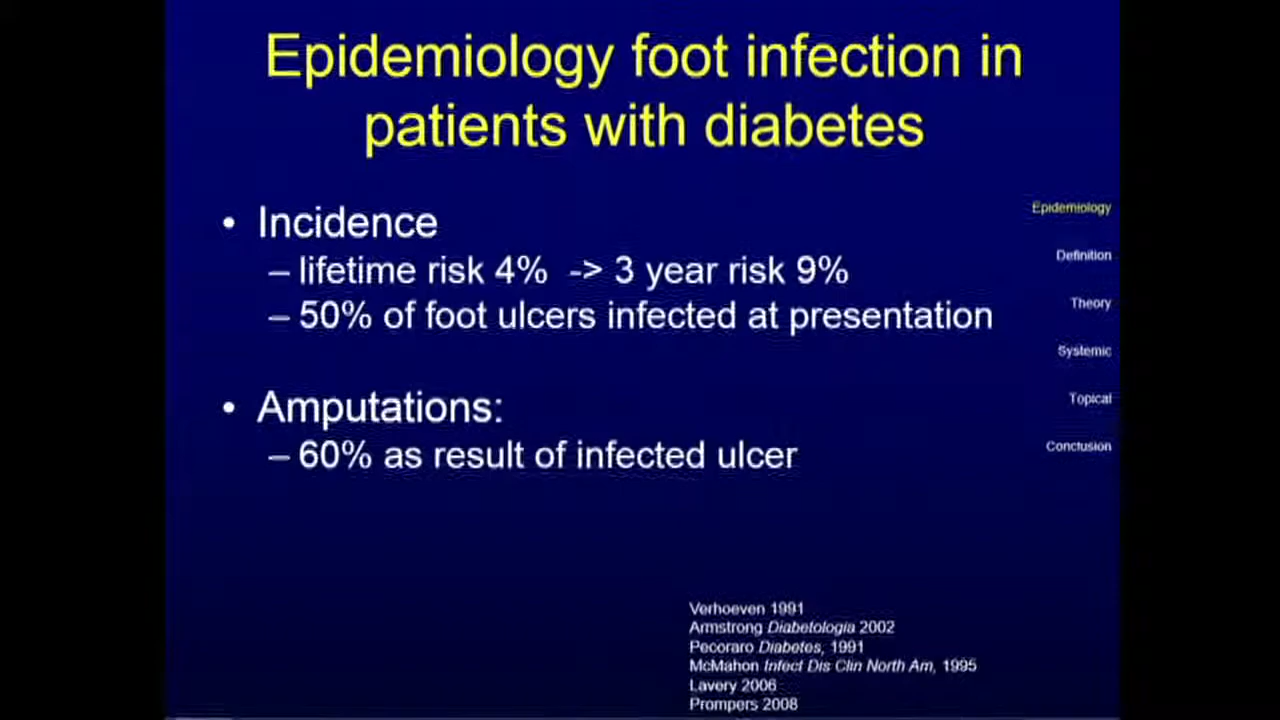 Epidemiology foot infection in
patients with diabetes
• Incidence
– lifetime risk 4% -> 3 year risk 9%
– 50% of foot ulcers infected at presentation
• Amputations:
– 60% as result of infected ulcer
Epidemiology
Definition
Theory
Systemic
Topical
Conclusion
Verhoeven 1991
Armstrong Diabetologia 2002
Pecoraro Diabetes, 1991
McMahon Infect Dis Clin North Am, 1995
Lavery 2006
Prompers 2008